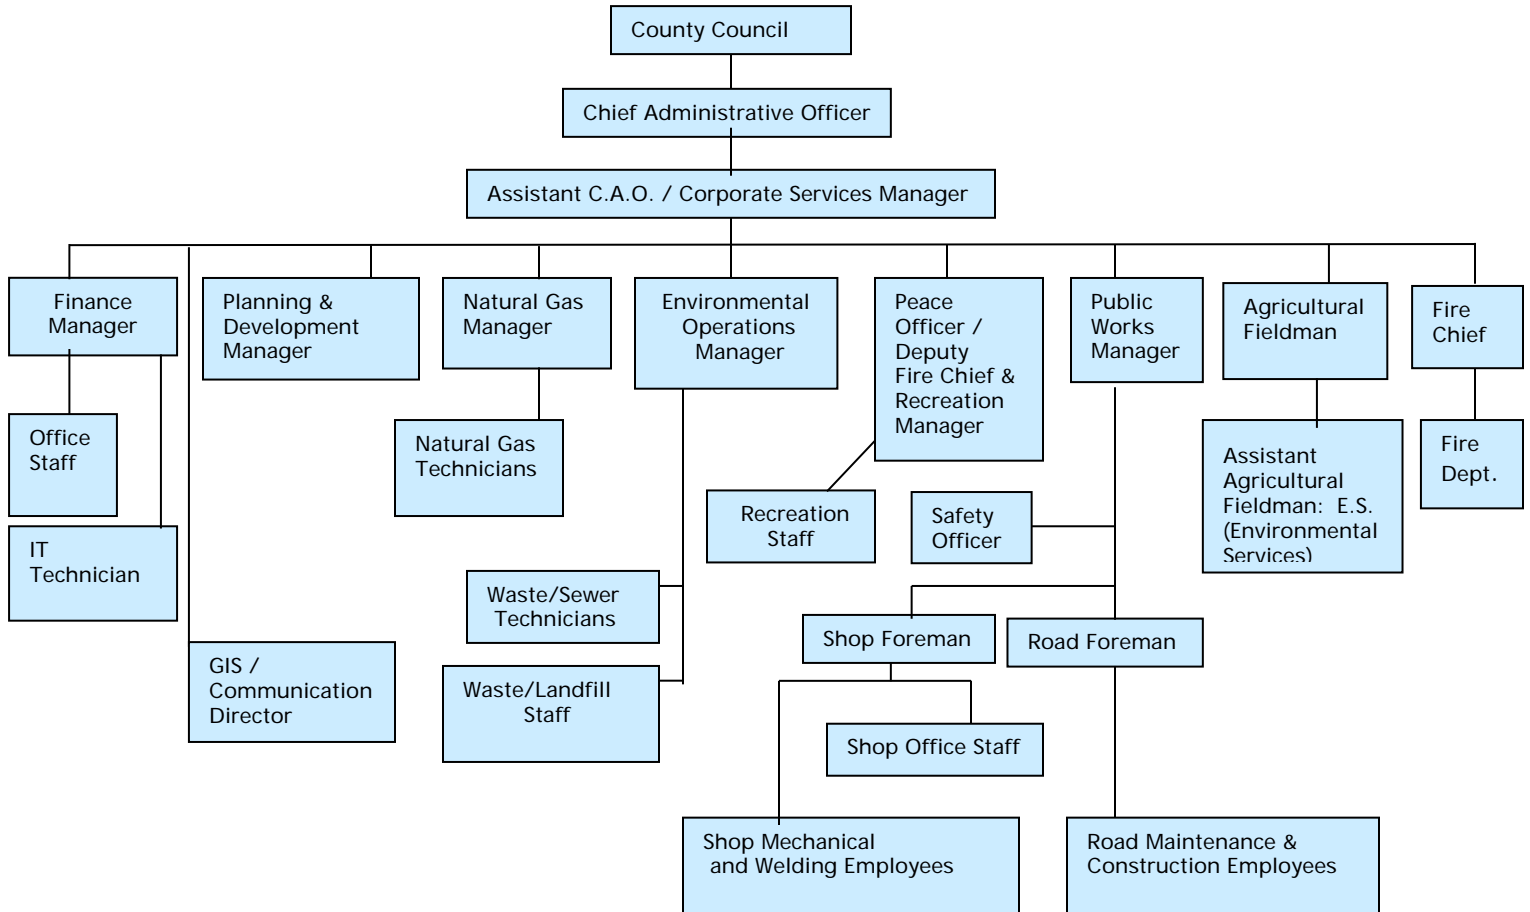 County Council
Chief Administrative Officer
Assistant C.A.O. / Corporate Services Manager
Finance
Manager
Planning &
Development
Manager
Natural Gas
Manager
Environmental
Operations
Manager
Peace
Officer /
Deputy
Fire Chief &
Recreation
Manager
Public
Works
Manager
Agricultural
Fieldman
Fire
Chief
Office
Staff
Natural Gas
Technicians
Assistant
Agricultural
Fieldman:  E.S.
(Environmental
Services)
Fire
Dept.
Recreation
Staff
Safety
Officer
IT
Technician
Waste/Sewer
Technicians
Shop Foreman
Road Foreman
GIS /
Communication
Director
Waste/Landfill
Staff
Shop Office Staff
Shop Mechanical
and Welding Employees
Road Maintenance &
Construction Employees